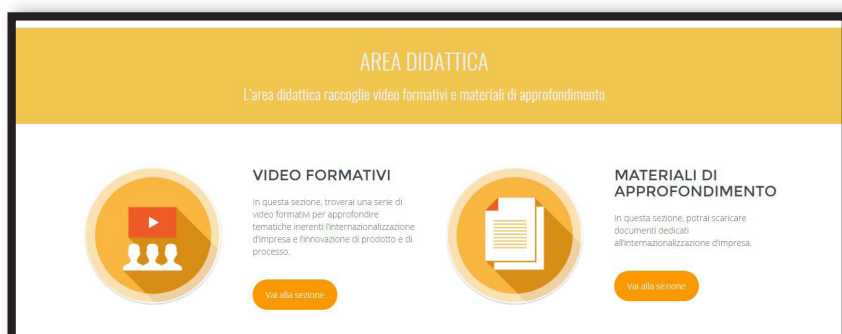 AREA DIDATTICA
L'area didattica raccoglie video formativi e materiali di approfondimento
VIDEO FORMATIVI
In questa sezione, troverai una serie di
video formativi per approfondire
tematiche inerenti l'internazionalizzazione
d'impresa e l'innovazione di prodotto e di
processo.
Vai alla sezione
MATERIALI DI
APPROFONDIMENTO
In questa sezione, potrai scaricare
documenti dedicati
all'internazionalizzazione d'impresa.
Vai alla sezione